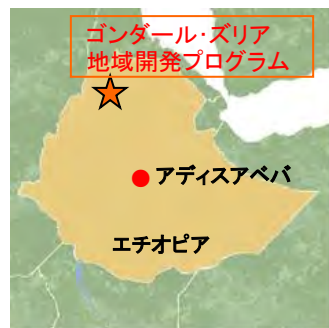 ゴンダール・ズリア
地域開発プログラム
アディスアベバ
エチオピア